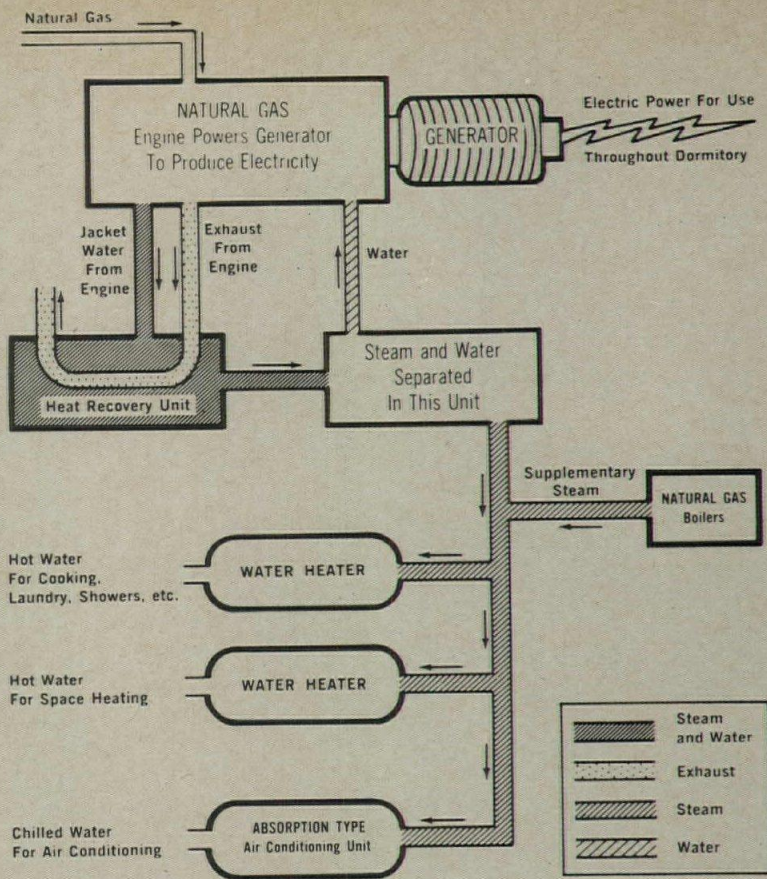 Natural Gas
NATURAL GAS
Engine Powers Generator
To Produce Electricity
GENERATOR
Electric Power For Use
Throughout Dormitory
Jacket
Water
From
Engine
Exhaust
From
Engine
Water
Heat Recovery Unit
Steam and Water
Separated
In This Unit
Supplementary
Steam
NATURAL GAS
Boilers
Hot Water
For Cooking,
Laundry, Showers, etc.
WATER HEATER
Hot Water
For Space Heating
WATER HEATER
Chilled Water
For Air Conditioning
ABSORPTION TYPE
Air Conditioning Unit
Steam
and Water
Exhaust
Steam
Water